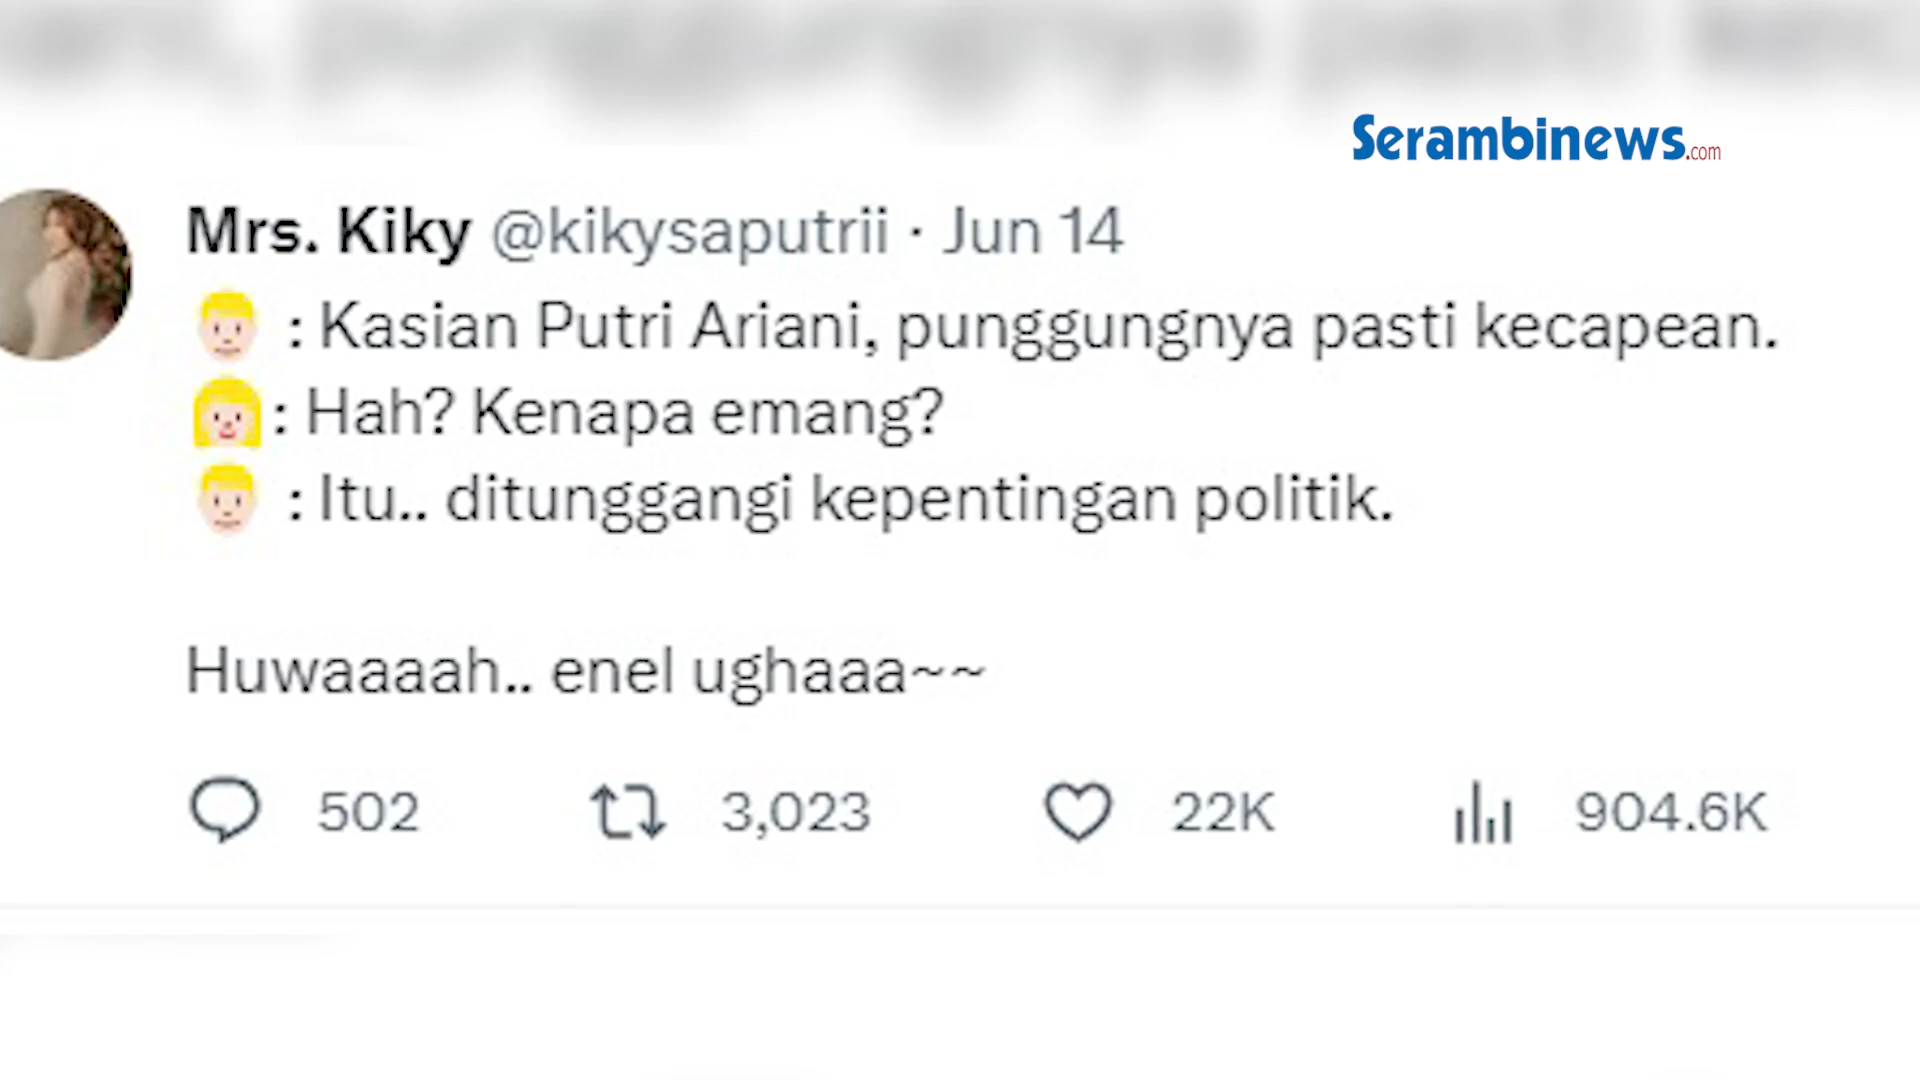 Serambinews.com
Mrs. Kiky @kikysaputrii · Jun 14
: Kasian Putri Ariani, punggungnya pasti kecapean.
: Hah? Kenapa emang?
: Itu.. ditunggangi kepentingan politik.
Huwaaaah.. enel ughaaa~~
502 3,023 22K 904.6K